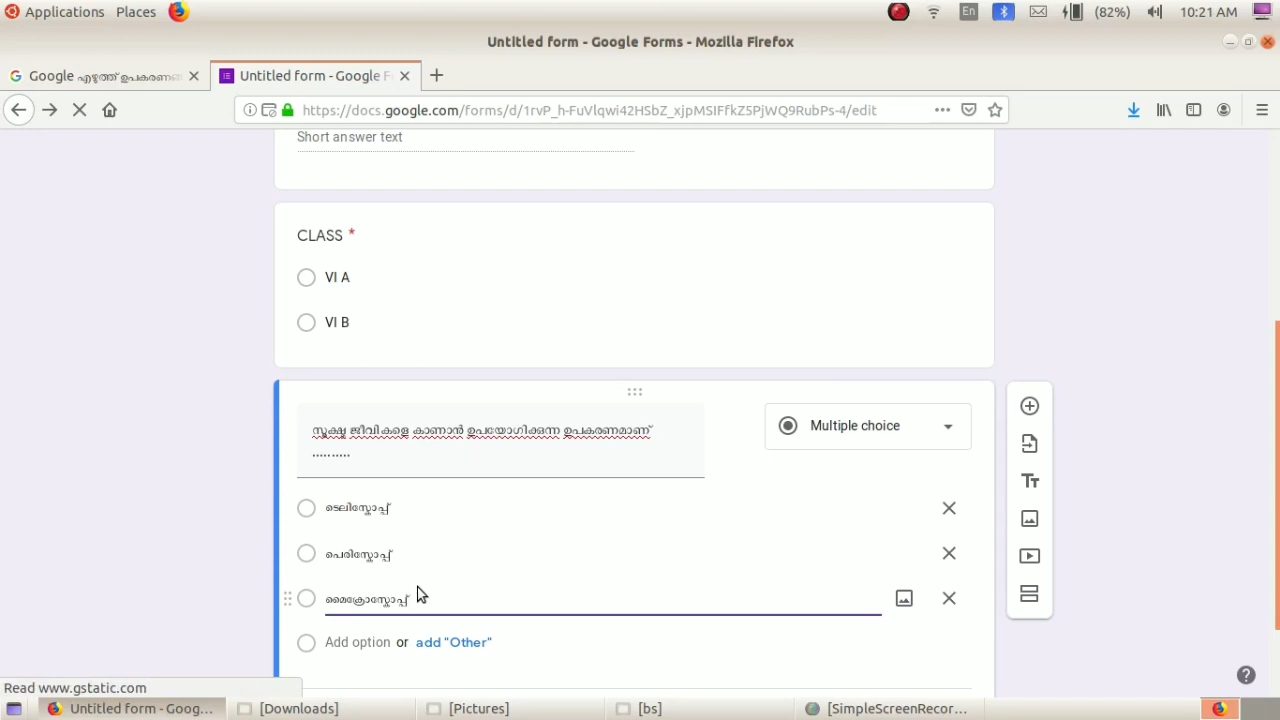 Applications Places En (82%) 10:21 AM
Untitled form - Google Forms - Mozilla Firefox
Google എഴുത്ത് ഉപകരണങ്ങ Untitled form - Google F
https://docs.google.com/forms/d/1rvP_h-FuVlqwi42HSbZ_xjpMSIFfkZ5PjWQ9RubPs-4/edit
Short answer text
CLASS *
VI A
VI B
സൂക്ഷ്മ ജീവികളെ കാണാൻ ഉപയോഗിക്കുന്ന ഉപകരണമാണ്
..........
Multiple choice
ടെലിസ്കോപ്പ്
പെരിസ്കോപ്പ്
മൈക്രോസ്കോപ്പ്
Add option or add "Other"
Read www.gstatic.com
Untitled form - Goog... [Downloads] [Pictures] [bs] [SimpleScreenRecor...